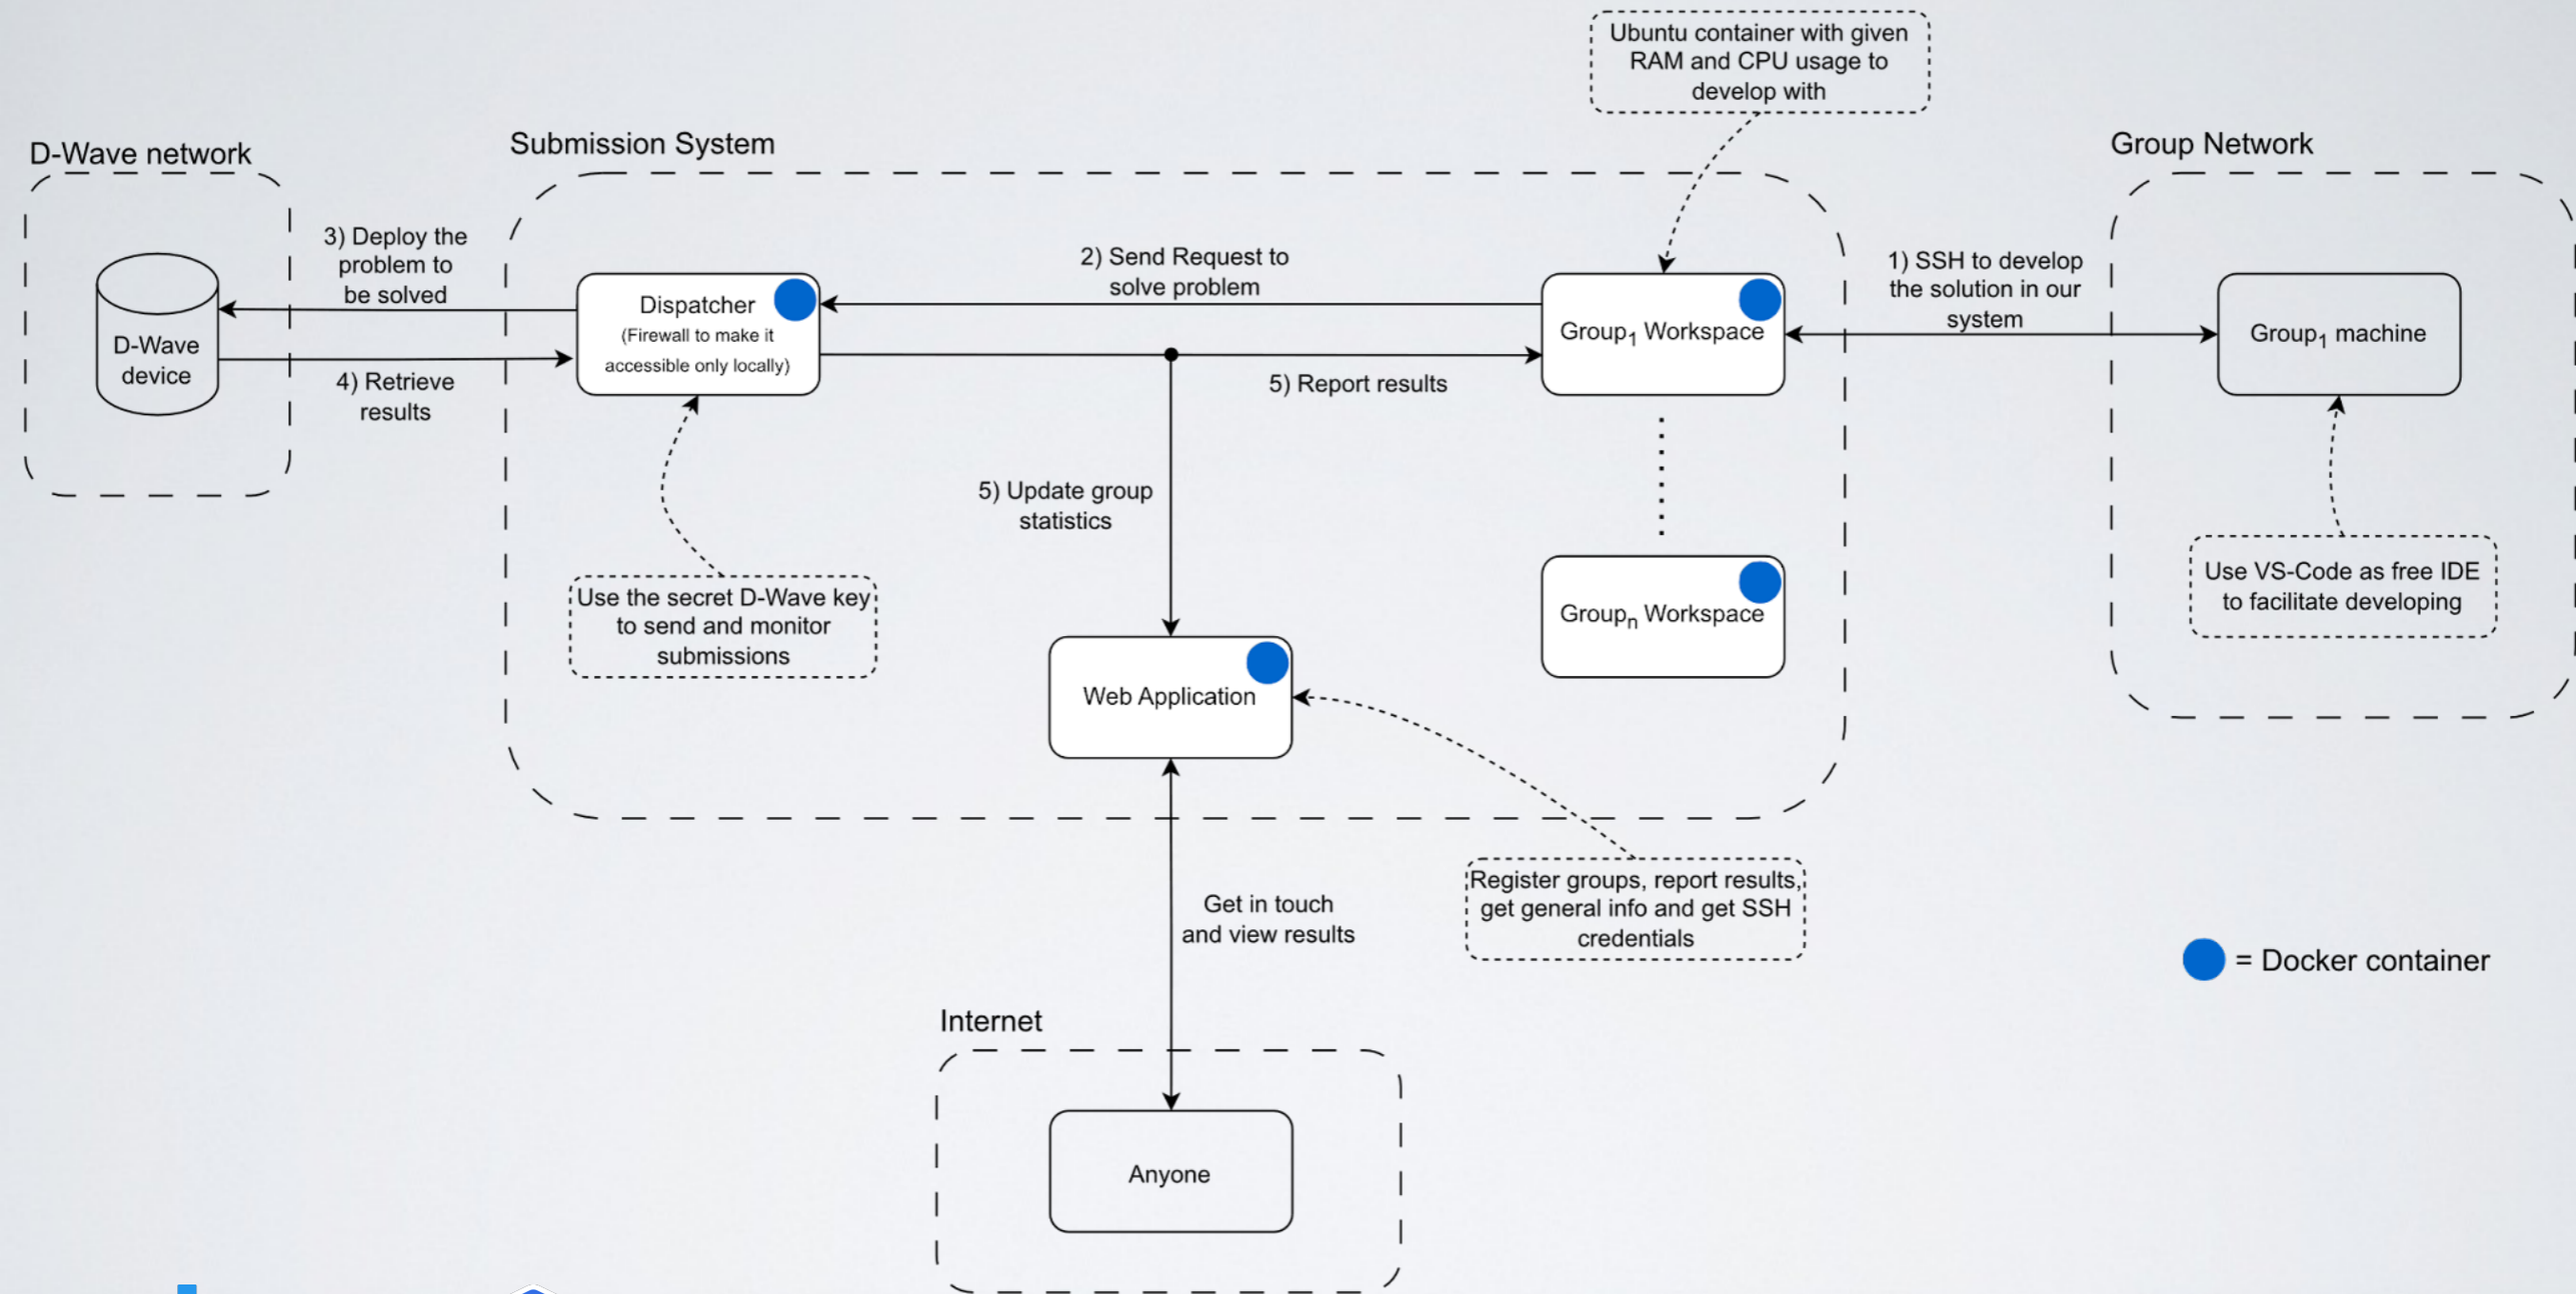 Ubuntu container with given
RAM and CPU usage to
develop with
D-Wave network
Submission System
Group Network
3) Deploy the
problem to
be solved
2) Send Request to
solve problem
1) SSH to develop
the solution in our
system
D-Wave
device
Dispatcher
(Firewall to make it
accessible only locally)
Group₁ Workspace
Group₁ machine
4) Retrieve
results
5) Report results
5) Update group
statistics
Use the secret D-Wave key
to send and monitor
submissions
Groupₙ Workspace
Use VS-Code as free IDE
to facilitate developing
Web Application
Register groups, report results,
get general info and get SSH
credentials
Get in touch
and view results
= Docker container
Internet
Anyone